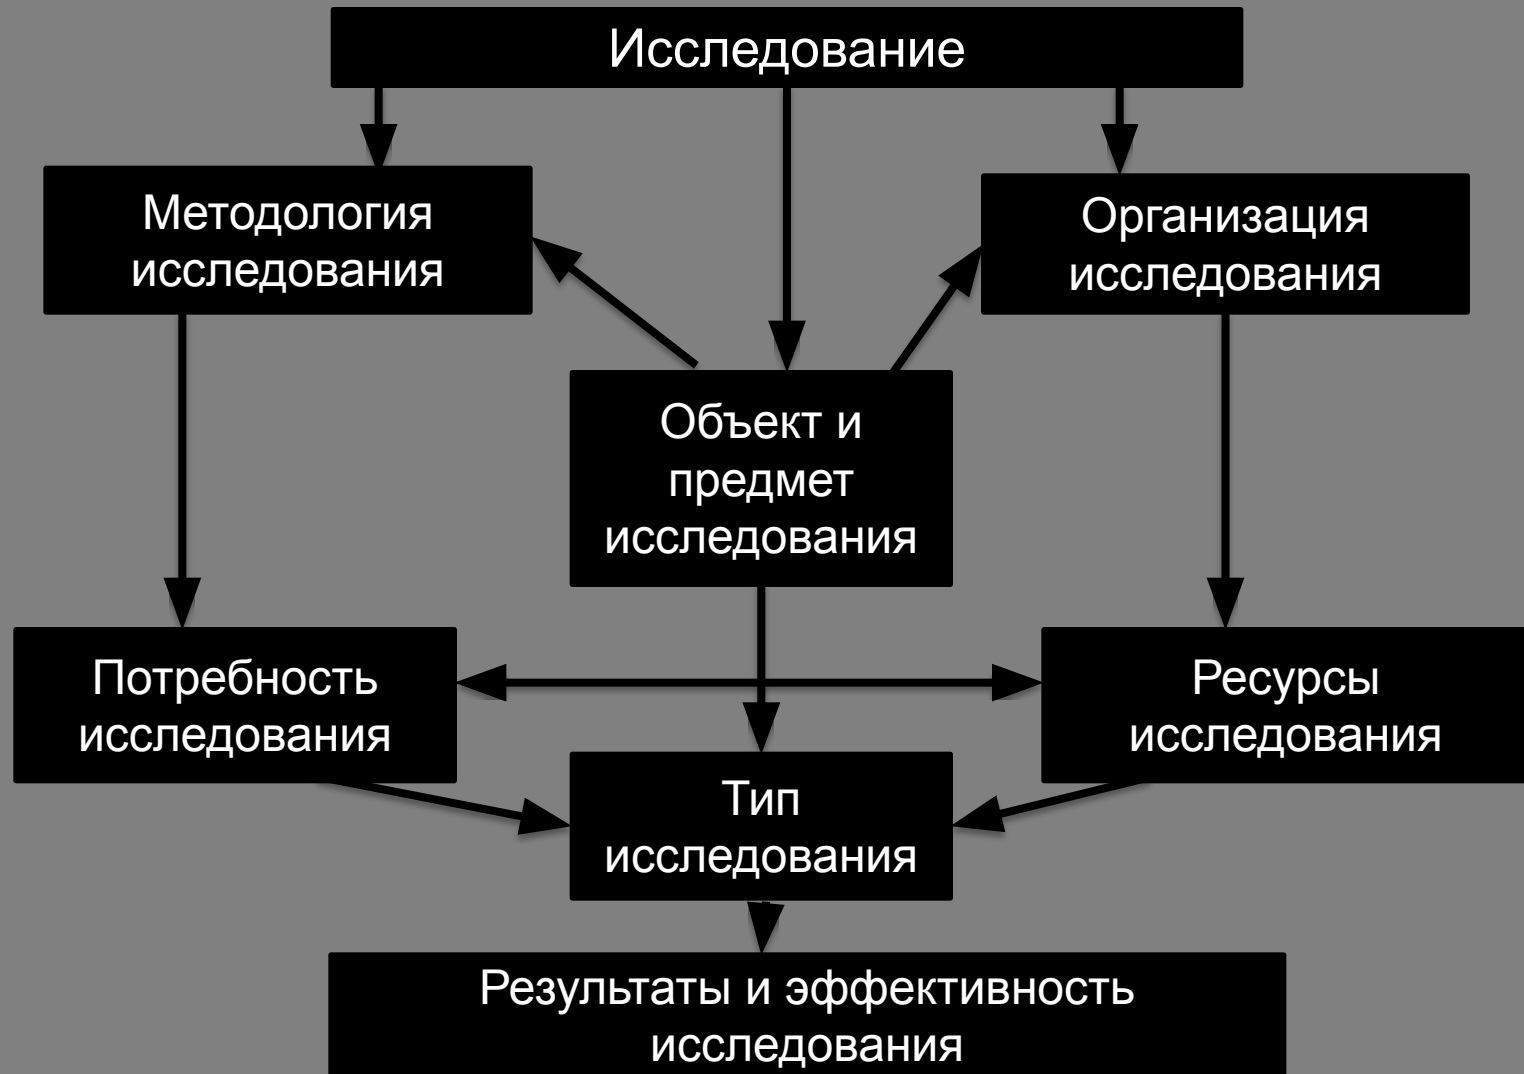 Исследование
Методология
исследования
Организация
исследования
Объект и
предмет
исследования
Потребность
исследования
Ресурсы
исследования
Тип
исследования
Результаты и эффективность
исследования